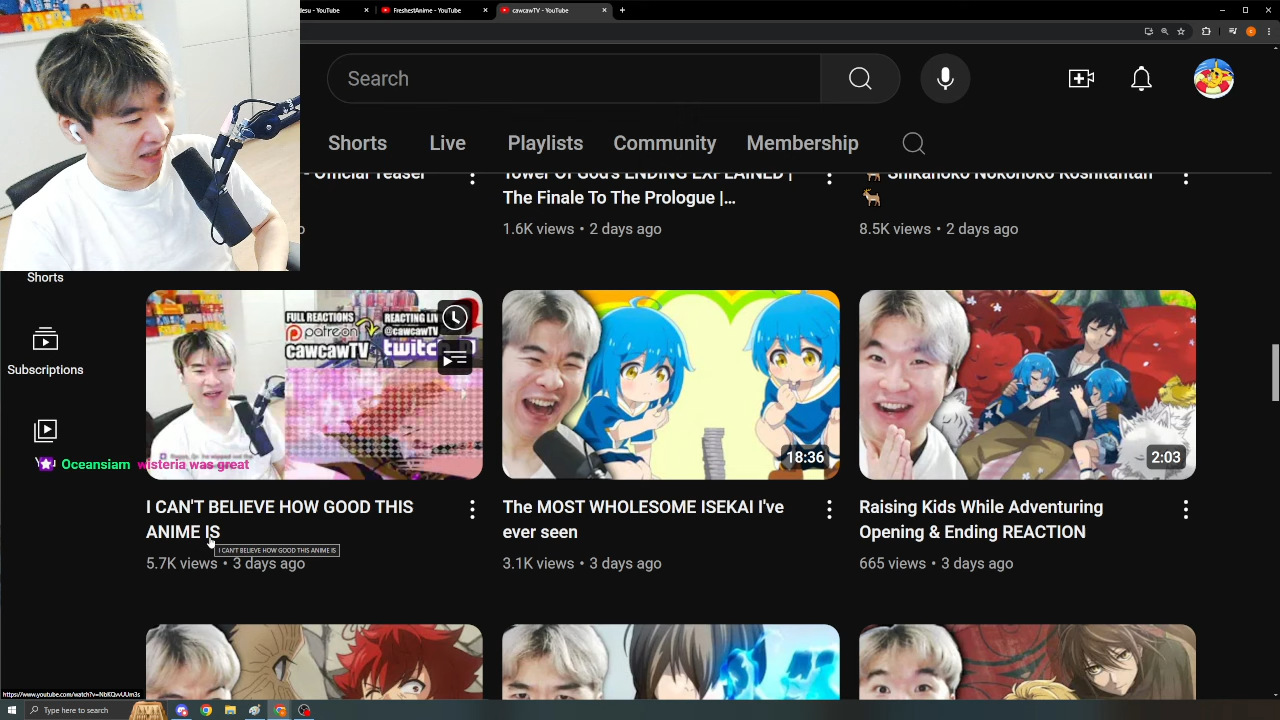 desu - YouTube
FreshestAnime - YouTube
cawcawTV - YouTube
Search
Shorts
Live
Playlists
Community
Membership
- Official Teaser
Tower Of God's ENDING EXPLAINED |
The Finale To The Prologue |...
1.6K views • 2 days ago
🦌 Shikanoko Nokonoko Koshitantan
🦌
8.5K views • 2 days ago
Shorts
Subscriptions
Oceansiam wisteria was great
FULL REACTIONS
patreon
cawcawTV
REACTING LIV
@cawcawTV
twitc
18:36
2:03
I CAN'T BELIEVE HOW GOOD THIS
ANIME IS
I CAN'T BELIEVE HOW GOOD THIS ANIME IS
5.7K views • 3 days ago
The MOST WHOLESOME ISEKAI I've
ever seen
3.1K views • 3 days ago
Raising Kids While Adventuring
Opening & Ending REACTION
665 views • 3 days ago
Type here to search